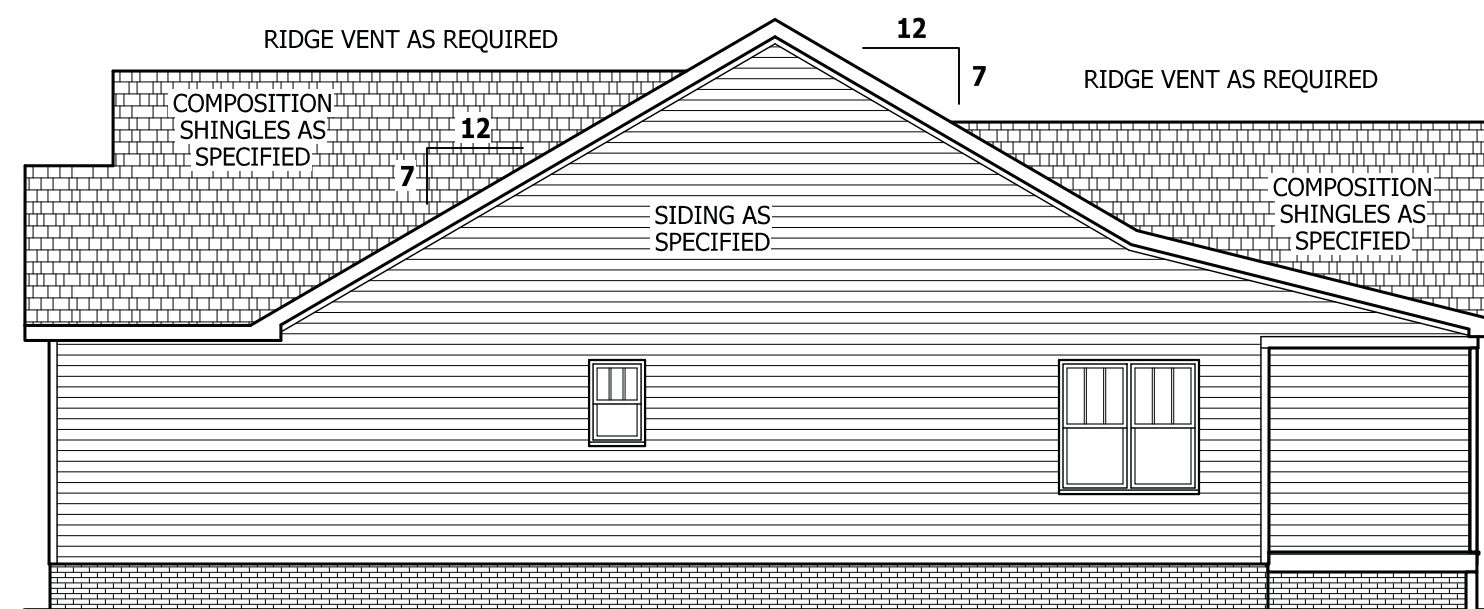 RIDGE VENT AS REQUIRED
12
7
RIDGE VENT AS REQUIRED
COMPOSITION
SHINGLES AS
SPECIFIED
12
7
SIDING AS
SPECIFIED
COMPOSITION
SHINGLES AS
SPECIFIED